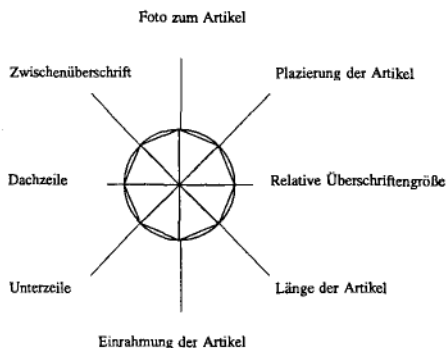 Foto zum Artikel
Zwischenüberschrift
Plazierung der Artikel
Dachzeile
Relative Überschriftengröße
Unterzeile
Länge der Artikel
Einrahmung der Artikel